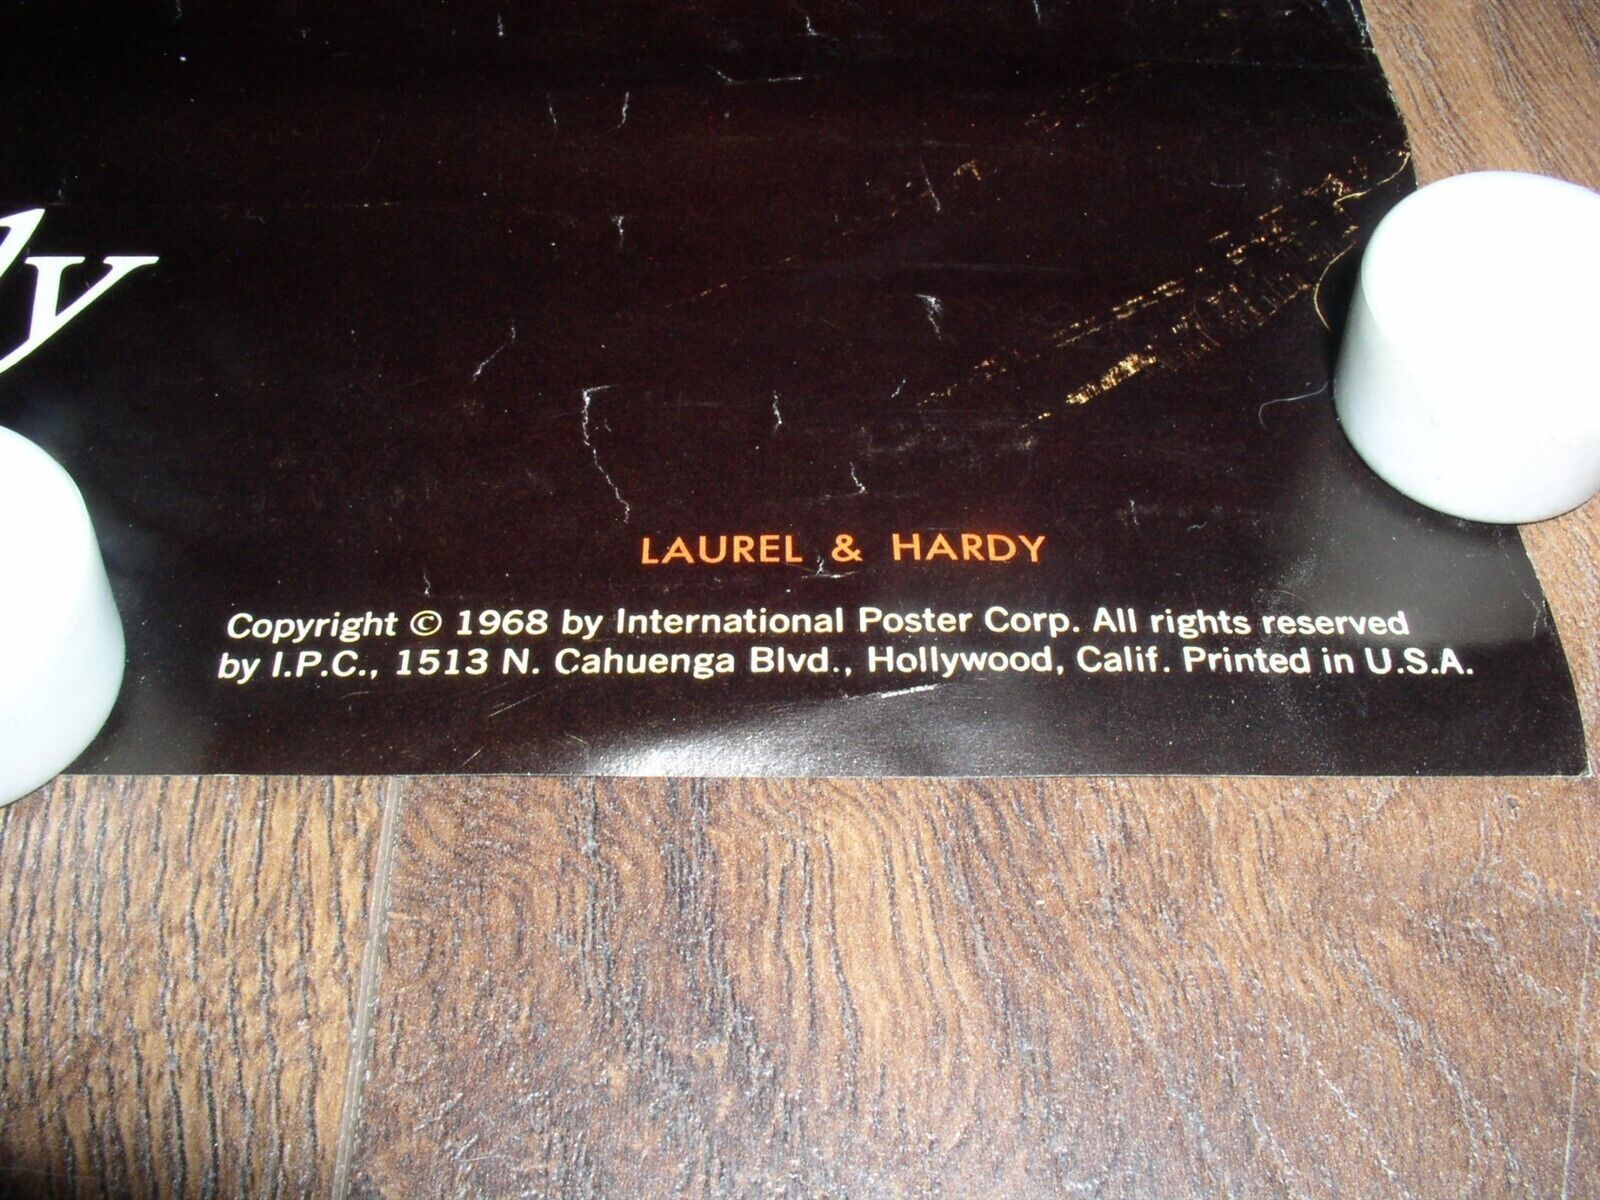 y
LAUREL & HARDY
Copyright © 1968 by International Poster Corp. All rights reserved
by I.P.C., 1513 N. Cahuenga Blvd., Hollywood, Calif. Printed in U.S.A.